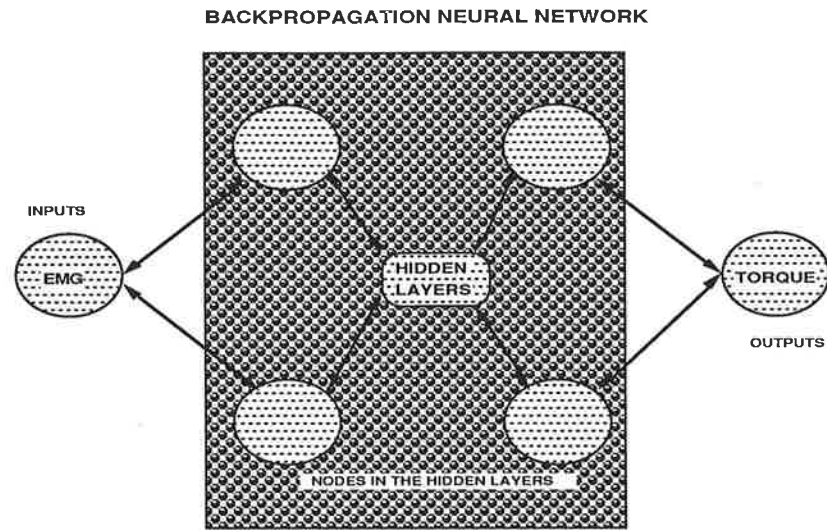 BACKPROPAGATION NEURAL NETWORK
INPUTS
EMG
HIDDEN
LAYERS
TORQUE
OUTPUTS
NODES IN THE HIDDEN LAYERS